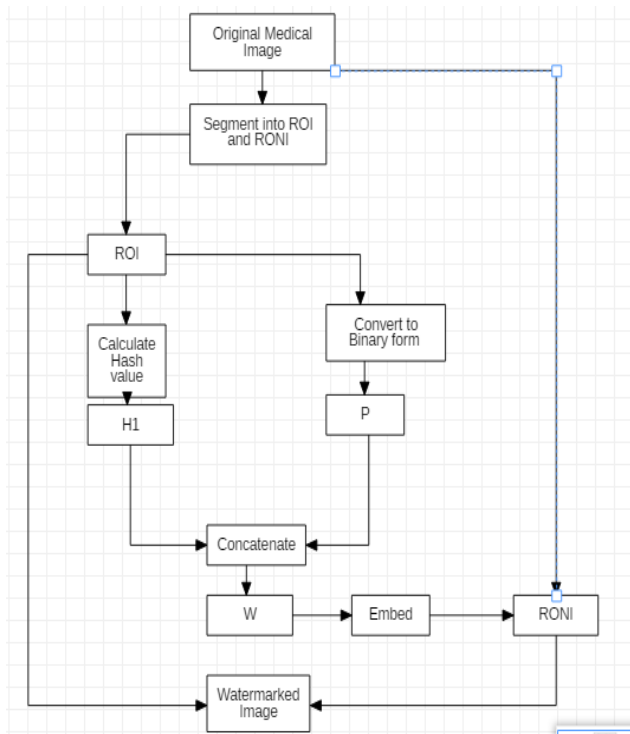 Original Medical
Image
Segment into ROI
and RONI
ROI
Calculate
Hash
value
Convert to
Binary form
H1
P
Concatenate
W
Embed
RONI
Watermarked
Image